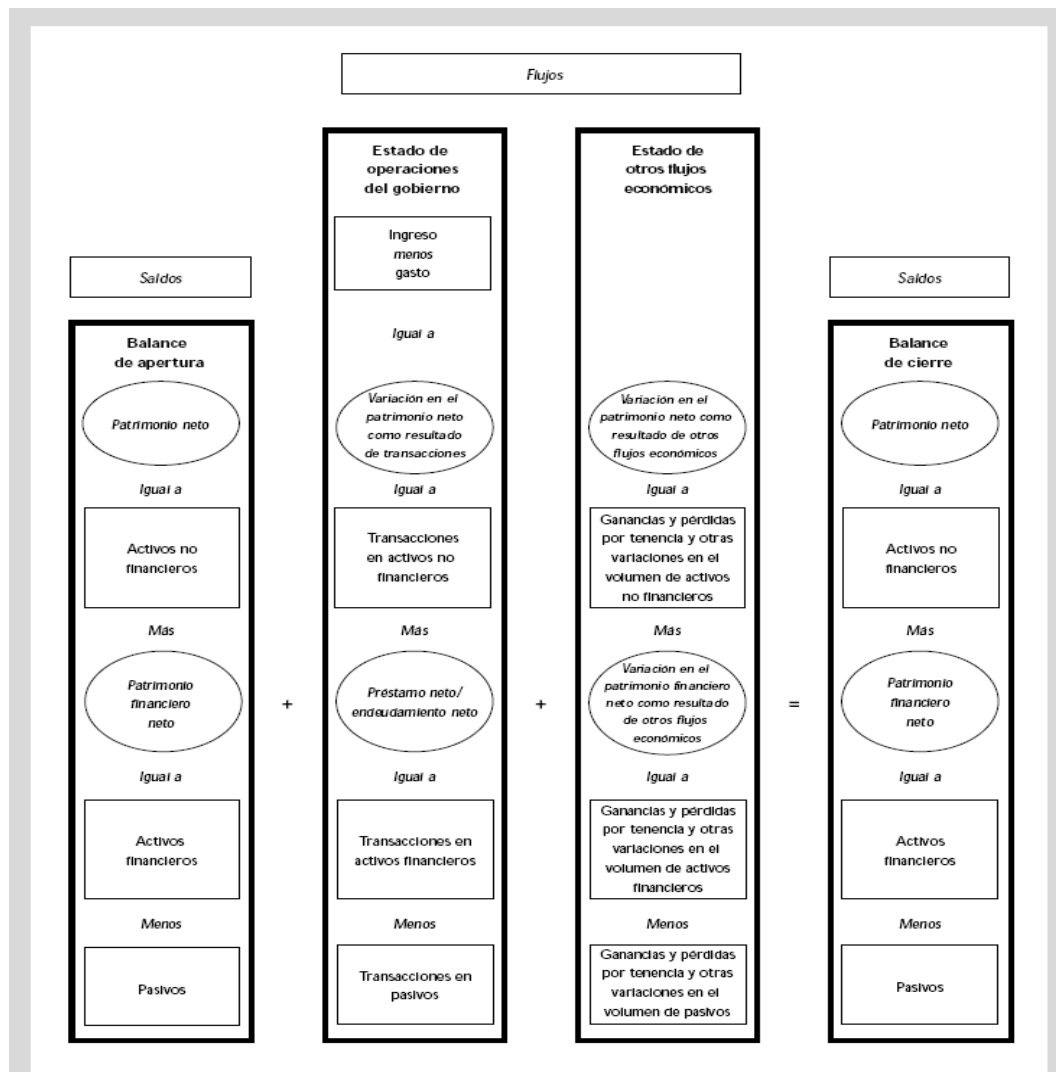 Flujos
Estado de
operaciones
del gobierno
Ingreso
menos
gasto
Igual a
Estado de
otros flujos
económicos
Saldos
Balance
de apertura
Patrimonio neto
Igual a
Activos no
financieros
Más
Patrimonio
financiero
neto
Igual a
Activos
financieros
Menos
Pasivos
+
Variación en el
patrimonio neto
como resultado
de transacciones
Igual a
Transacciones
en activos no
financieros
Más
Préstamo neto/
endeudamiento neto
Igual a
Transacciones en
activos financieros
Menos
Transacciones en
pasivos
+
Variación en el
patrimonio neto como
resultado de otros
flujos económicos
Igual a
Ganancias y pérdidas
por tenencia y otras
variaciones en el
volumen de activos
no financieros
Más
Variación en el
patrimonio financiero
neto como resultado
de otros flujos
económicos
Igual a
Ganancias y pérdidas
por tenencia y otras
variaciones en el
volumen de activos
financieros
Menos
Ganancias y pérdidas
por tenencia y otras
variaciones en el
volumen de pasivos
=
Saldos
Balance
de cierre
Patrimonio neto
Igual a
Activos no
financieros
Más
Patrimonio
financiero
neto
Igual a
Activos
financieros
Menos
Pasivos